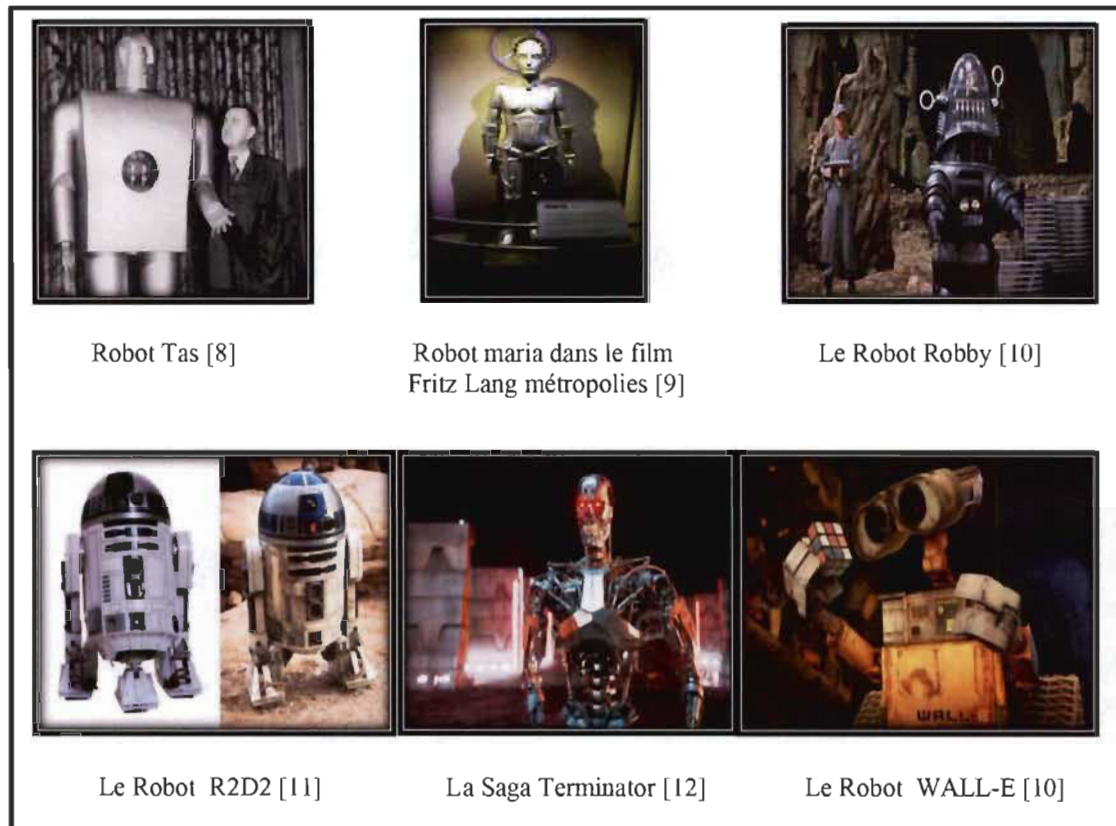 Robot Tas [8]
Robot maria dans le film
Fritz Lang métropolies [9]
Le Robot Robby [10]
WALL-E
Le Robot R2D2 [11]
La Saga Terminator [12]
Le Robot WALL-E [10]